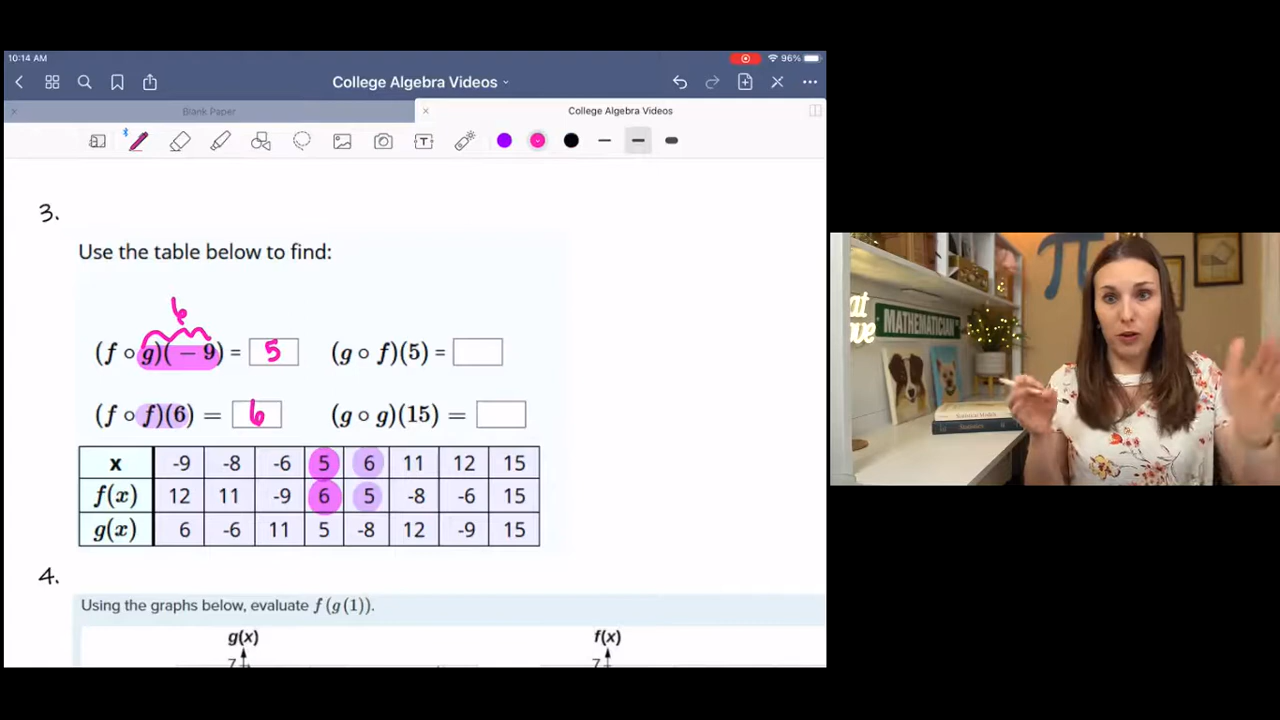 10:14 AM
96%
College Algebra Videos
Blank Paper
College Algebra Videos
3.
Use the table below to find:
6
(f ∘ g)(−9) = 5 (g ∘ f)(5) =
(f ∘ f)(6) = 6 (g ∘ g)(15) =
x -9 -8 -6 5 6 11 12 15
f(x) 12 11 -9 6 5 -8 -6 15
g(x) 6 -6 11 5 -8 12 -9 15
4.
Using the graphs below, evaluate f(g(1)).
g(x) f(x)
7 7
MATHEMATICIAN